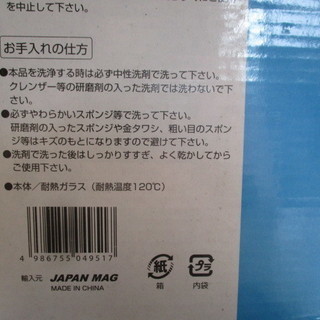 を中止して下さい。
お手入れの仕方
●本品を洗浄する時は必ず中性洗剤で洗って下さい。
クレンザー等の研磨剤の入った洗剤では洗わないで下さい。
●必ずやわらかいスポンジ等で洗って下さい。
研磨剤の入ったスポンジや金タワシ、粗い目のスポンジ等はキズのもとになりますので避けて下さい。
●洗剤で洗った後はしっかりすすぎ、よく乾かしてからご使用下さい。
●本体/耐熱ガラス(耐熱温度120℃)
4 986755 049517
紙
箱
プラ
内袋
輸入元 JAPAN MAG
MADE IN CHINA